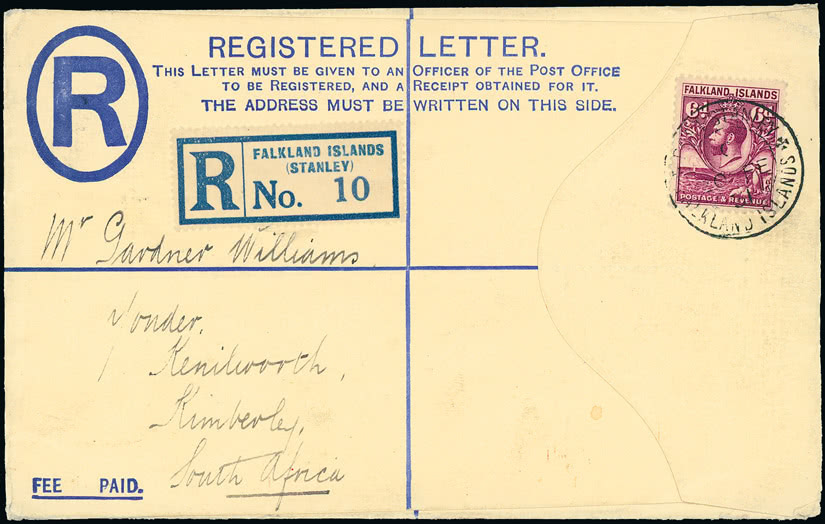 REGISTERED LETTER.
THIS LETTER MUST BE GIVEN TO AN OFFICER OF THE POST OFFICE
TO BE REGISTERED, AND A RECEIPT OBTAINED FOR IT.
THE ADDRESS MUST BE WRITTEN ON THIS SIDE.
R
FALKLAND ISLANDS
6d 6d
POSTAGE & REVENUE
FALKLAND ISLANDS
R
FALKLAND ISLANDS
(STANLEY)
No. 10
Mr Gardner Williams,
Yonder,
Kenilworth,
Kimberley,
South Africa
FEE PAID.